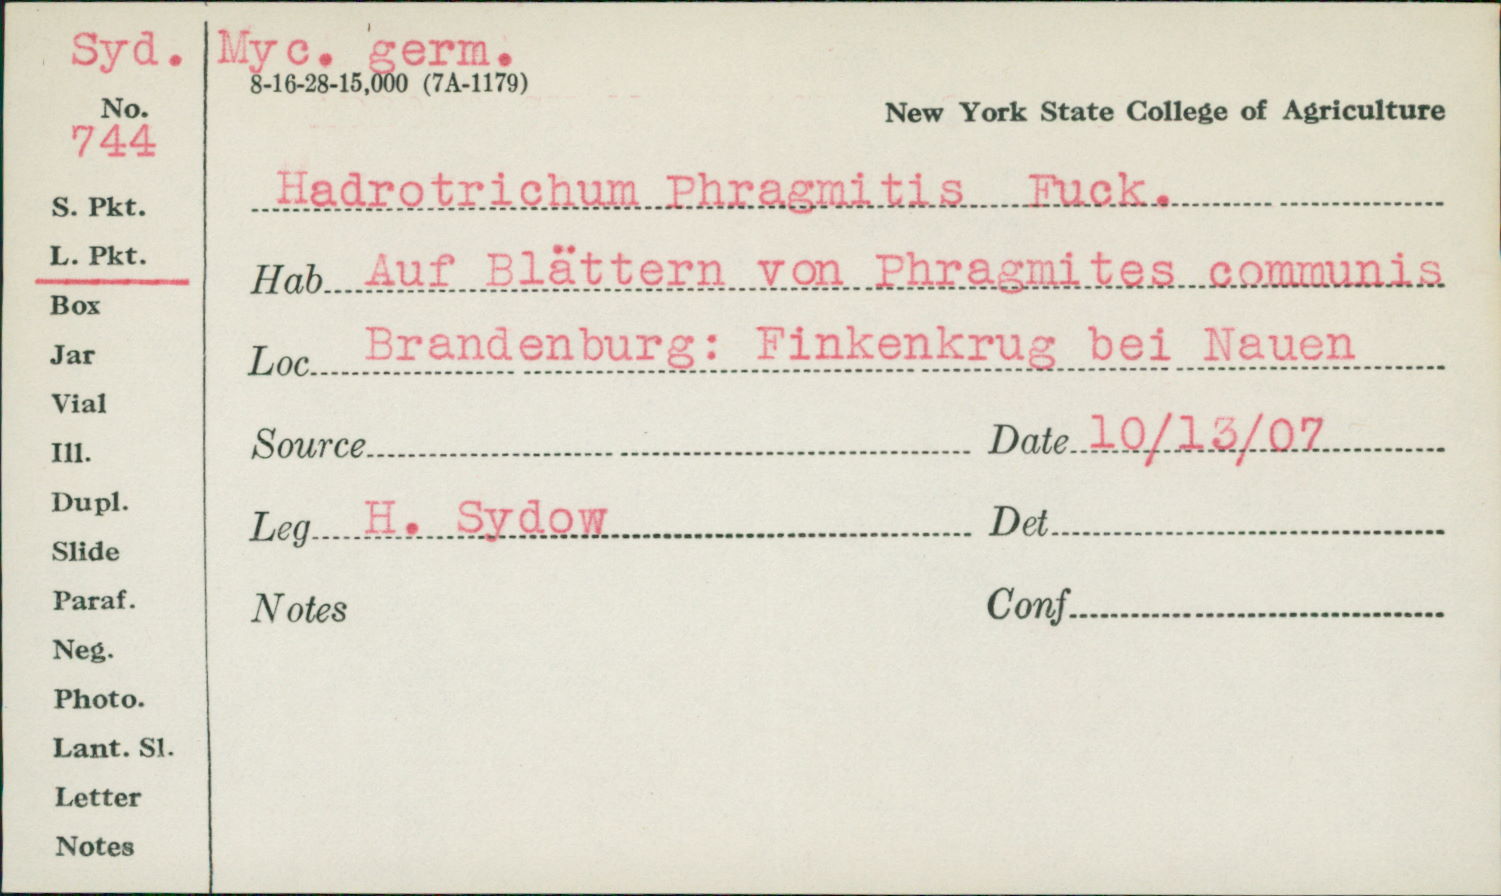 Syd. Myc. germ.
8-16-28-15,000 (7A-1179)
No.
744
New York State College of Agriculture
Hadrotrichum Phragmitis Fuck.
S. Pkt.
L. Pkt.
Hab Auf Blättern von Phragmites communis
Box
Loc Brandenburg: Finkenkrug bei Nauen
Jar
Vial
Source Date 10/13/07
Ill.
Dupl.
Leg H. Sydow Det
Slide
Paraf.
Notes Conf
Neg.
Photo.
Lant. Sl.
Letter
Notes